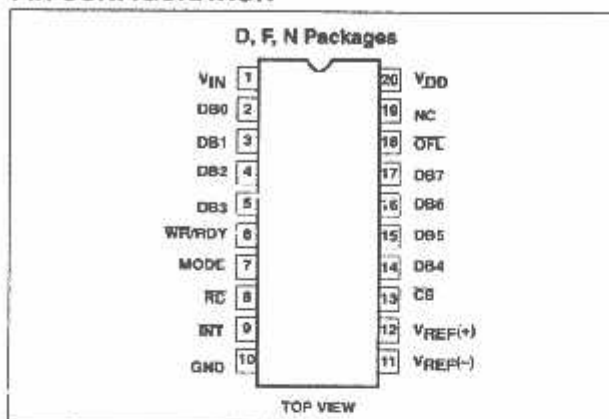 D, F, N Packages
VIN 1 20 VDD
DB0 2 19 NC
DB1 3 18 OFL
DB2 4 17 DB7
DB3 5 16 DB6
WR/RDY 6 15 DB5
MODE 7 14 DB4
8 13 CS
INT 9 12 VREF(+)
GND 10 11 VREF(–)
TOP VIEW